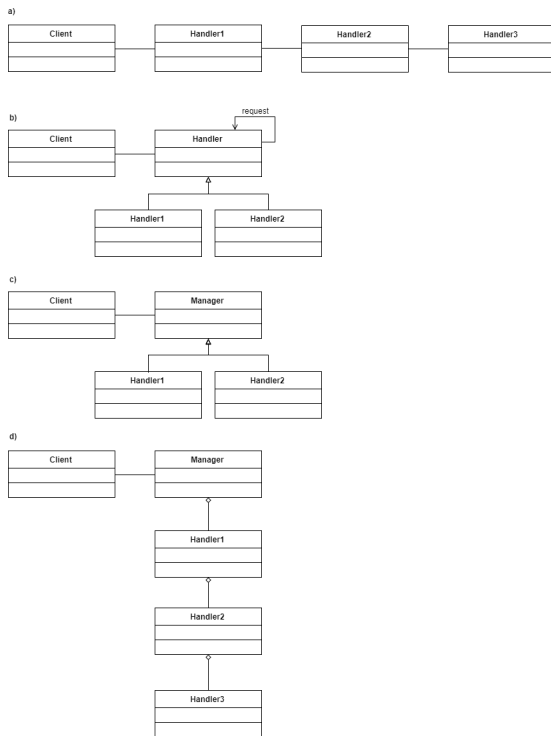 a)
Client Handler1 Handler2 Handler3
request
b)
Client Handler
Handler1 Handler2
c)
Client Manager
Handler1 Handler2
d)
Client Manager
Handler1
Handler2
Handler3